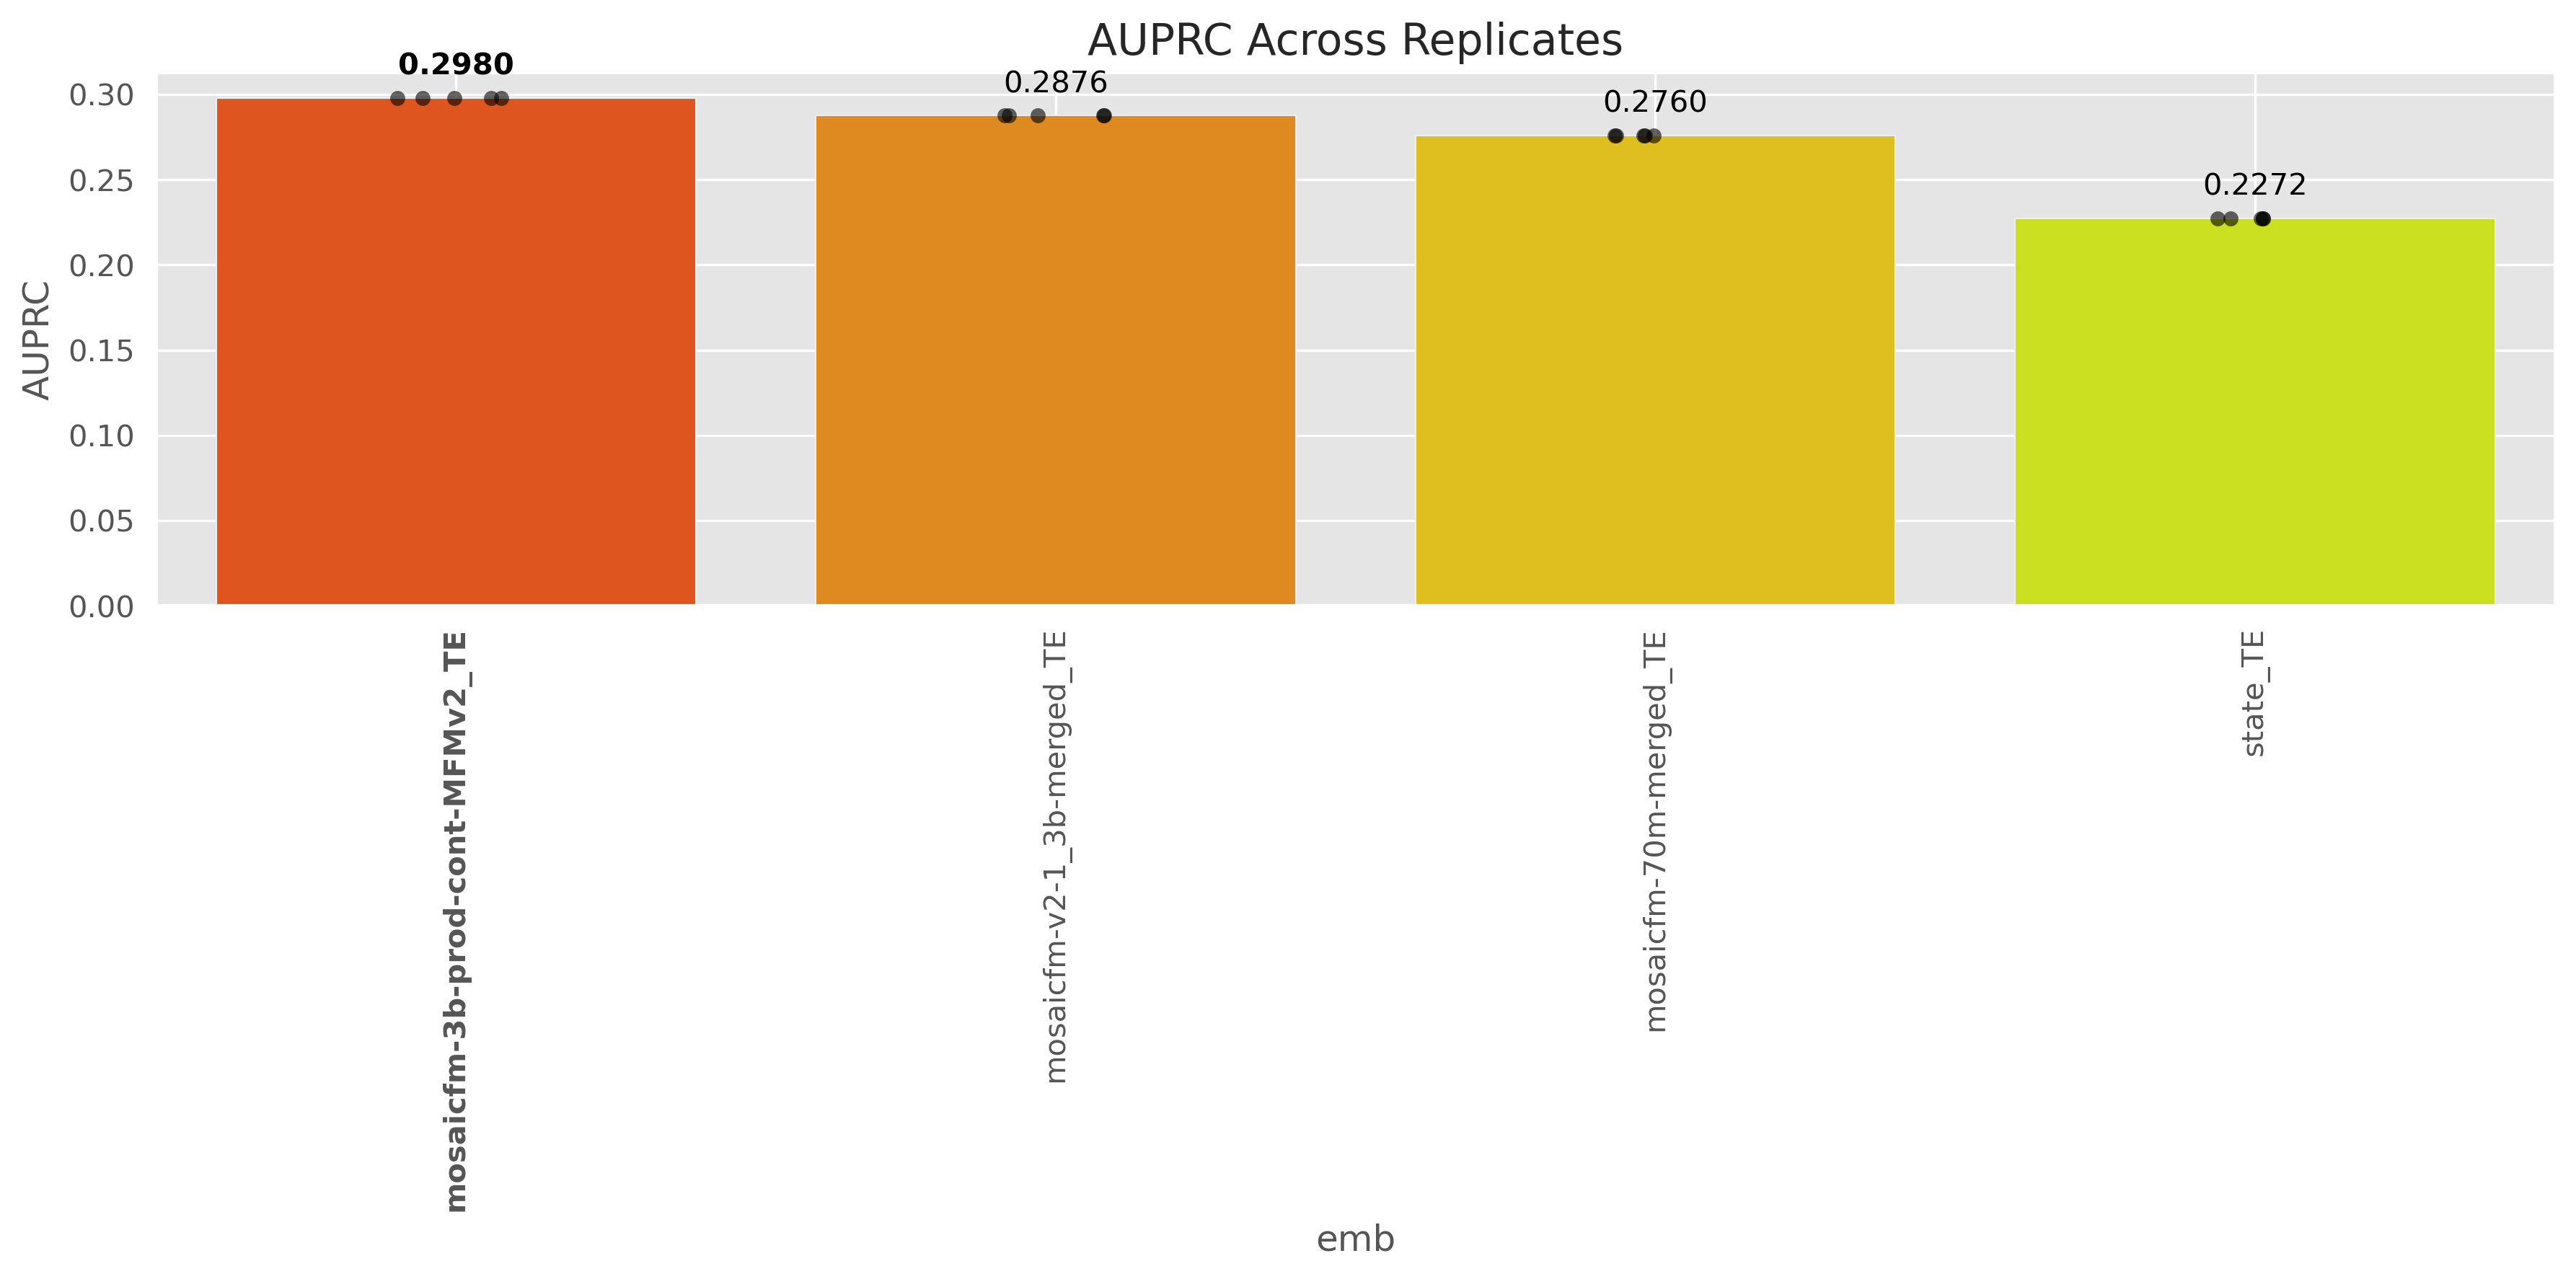 AUPRC Across Replicates
0.2980
0.2876
0.2760
0.2272
AUPRC
0.30
0.25
0.20
0.15
0.10
0.05
0.00
mosaicfm-3b-prod-cont-MFMv2_TE
mosaicfm-v2-1_3b-merged_TE
mosaicfm-70m-merged_TE
state_TE
emb